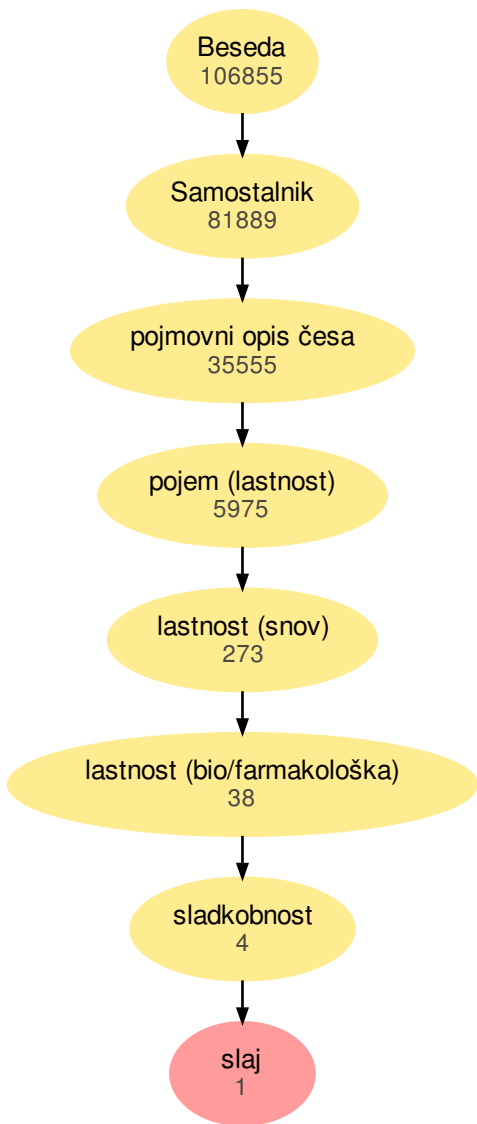 Beseda
106855
Samostalnik
81889
pojmovni opis česa
35555
pojem (lastnost)
5975
lastnost (snov)
273
lastnost (bio/farmakološka)
38
sladkobnost
4
slaj
1